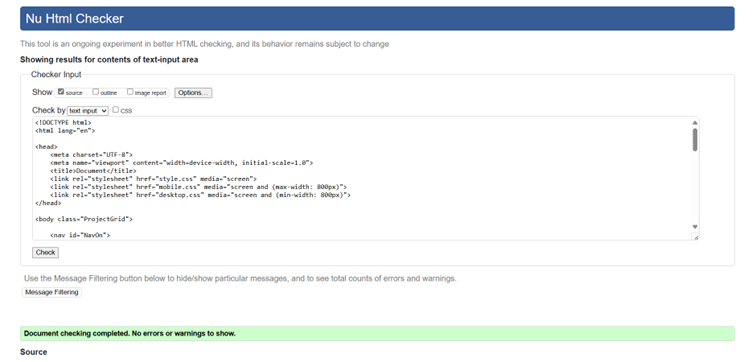 Nu Html Checker
This tool is an ongoing experiment in better HTML checking, and its behavior remains subject to change
Showing results for contents of text-input area
Checker Input
Show source outline image report Options...
Check by text input CSS
<!DOCTYPE html>
<html lang="en">
<head>
<meta charset="UTF-8">
<meta name="viewport" content="width=device-width, initial-scale=1.0">
<title>Document</title>
<link rel="stylesheet" href="style.css" media="screen">
<link rel="stylesheet" href="mobile.css" media="screen and (max-width: 800px)">
<link rel="stylesheet" href="desktop.css" media="screen and (min-width: 800px)">
</head>
<body class="ProjectGrid">
<nav id="NavOn">
Check
Use the Message Filtering button below to hide/show particular messages, and to see total counts of errors and warnings.
Message Filtering
Document checking completed. No errors or warnings to show.
Source